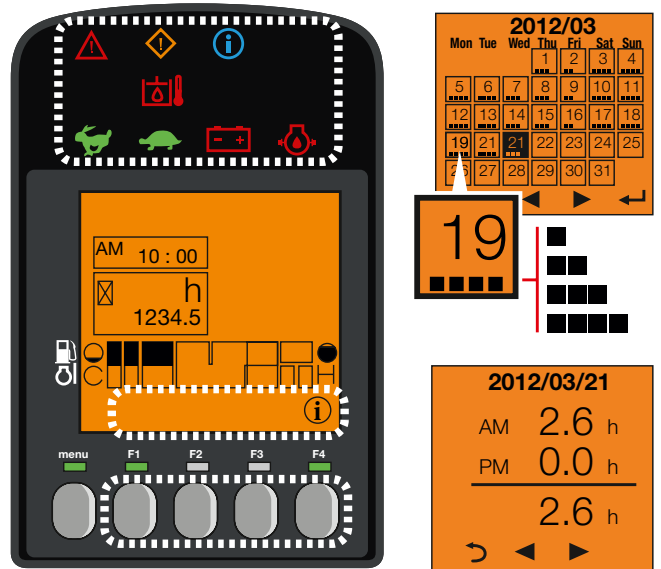 AM 10 : 00
h
1234.5
C H
i
menu F1 F2 F3 F4
2012/03
Mon Tue Wed Thu Fri Sat Sun
1 2 3 4
5 6 7 8 9 10 11
12 13 14 15 16 17 18
19 21 21 22 23 24 25
26 27 28 29 30 31
19
2012/03/21
AM 2.6 h
PM 0.0 h
2.6 h